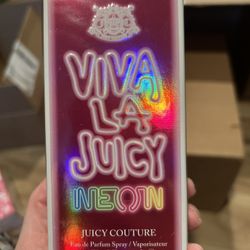 VIVA
LA
JUICY
NEON
JUICY COUTURE
Eau de Parfum Spray / Vaporisateur